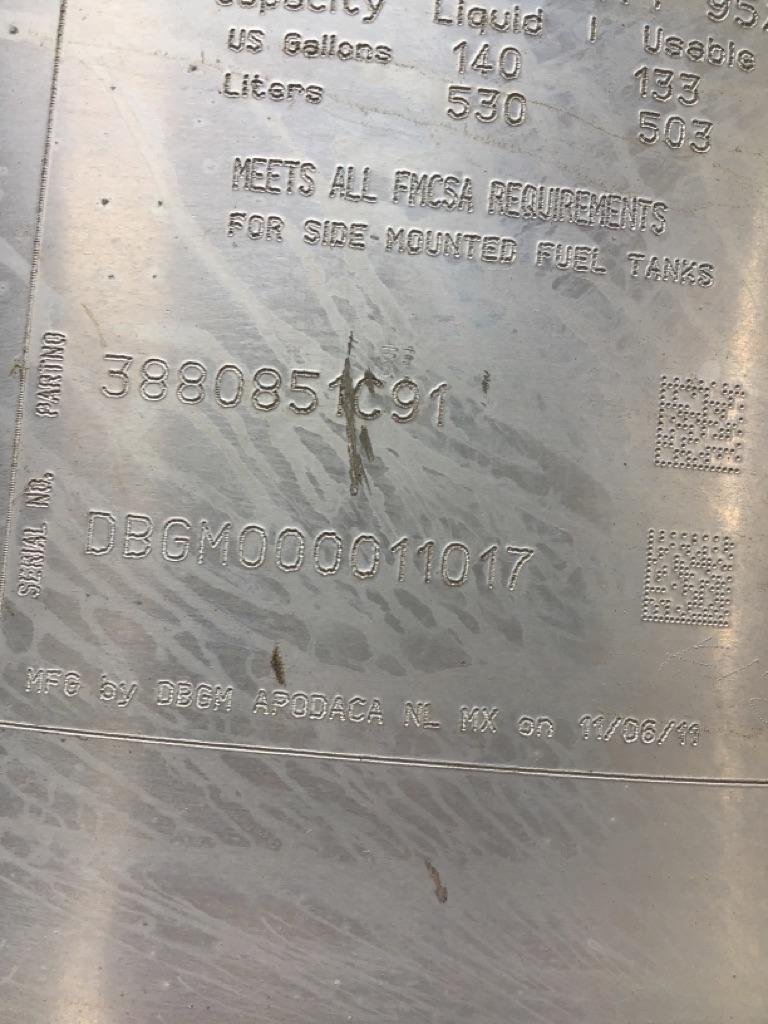 Capacity Liquid | Usable
US Gallons 140 133
Liters 530 503
MEETS ALL FMCSA REQUIREMENTS
FOR SIDE-MOUNTED FUEL TANKS
PART NO 3880851C91
SERIAL NO. DBGM000011017
MFG by DBGM APODACA NL MX on 11/06/11